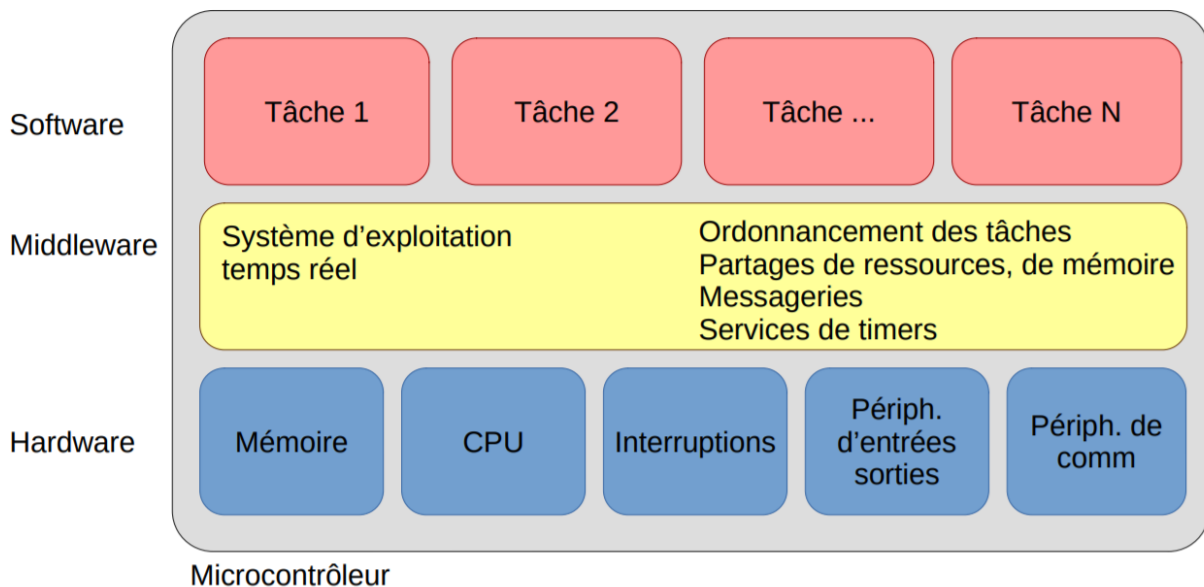 Software
Tâche 1
Tâche 2
Tâche ...
Tâche N
Middleware
Système d'exploitation
temps réel
Ordonnancement des tâches
Partages de ressources, de mémoire
Messageries
Services de timers
Hardware
Mémoire
CPU
Interruptions
Périph.
d'entrées
sorties
Périph. de
comm
Microcontrôleur